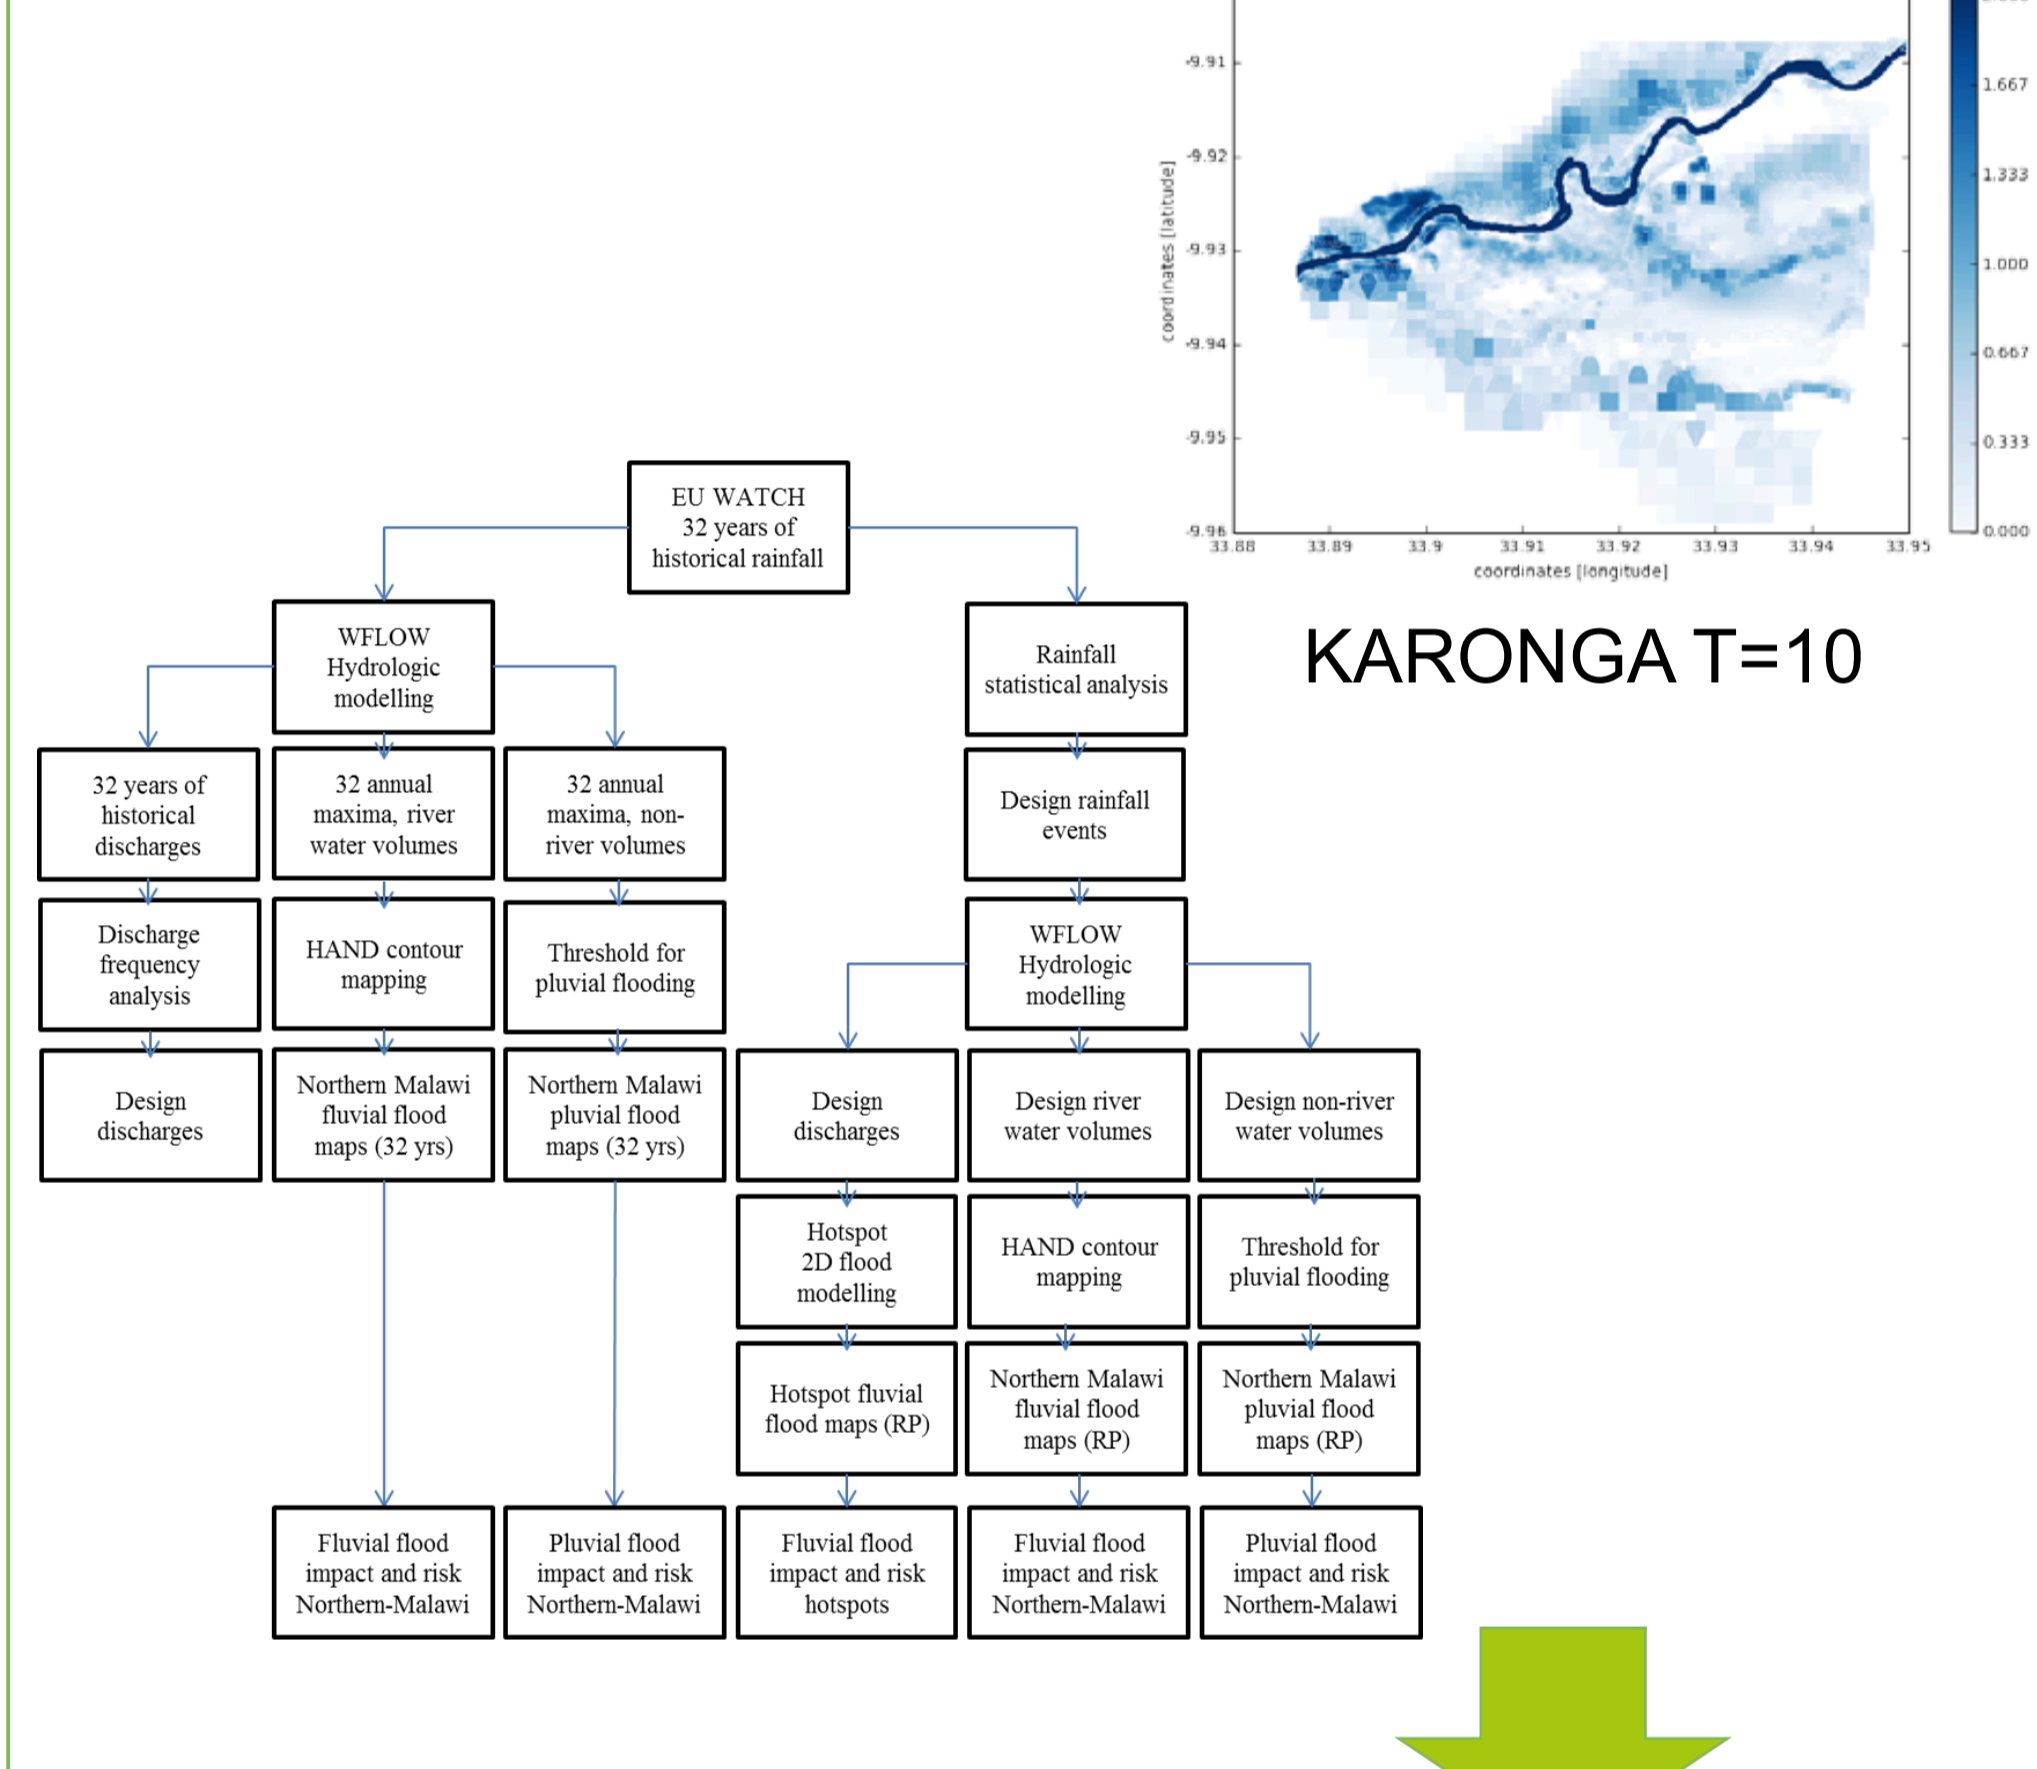 -9.91
-9.92
-9.93
-9.94
-9.95
-9.96
coordinates [latitude]
33.88
33.89
33.9
33.91
33.92
33.93
33.94
33.95
coordinates [longitude]
1.667
1.333
1.000
0.667
0.333
0.000
KARONGA T=10
EU WATCH
32 years of
historical rainfall
WFLOW
Hydrologic
modelling
Rainfall
statistical analysis
32 years of
historical
discharges
32 annual
maxima, river
water volumes
32 annual
maxima, non-
river volumes
Design rainfall
events
Discharge
frequency
analysis
HAND contour
mapping
Threshold for
pluvial flooding
WFLOW
Hydrologic
modelling
Design
discharges
Northern Malawi
fluvial flood
maps (32 yrs)
Northern Malawi
pluvial flood
maps (32 yrs)
Design
discharges
Design river
water volumes
Design non-river
water volumes
Hotspot
2D flood
modelling
HAND contour
mapping
Threshold for
pluvial flooding
Hotspot fluvial
flood maps (RP)
Northern Malawi
fluvial flood
maps (RP)
Northern Malawi
pluvial flood
maps (RP)
Fluvial flood
impact and risk
Northern-Malawi
Pluvial flood
impact and risk
Northern-Malawi
Fluvial flood
impact and risk
hotspots
Fluvial flood
impact and risk
Northern-Malawi
Pluvial flood
impact and risk
Northern-Malawi